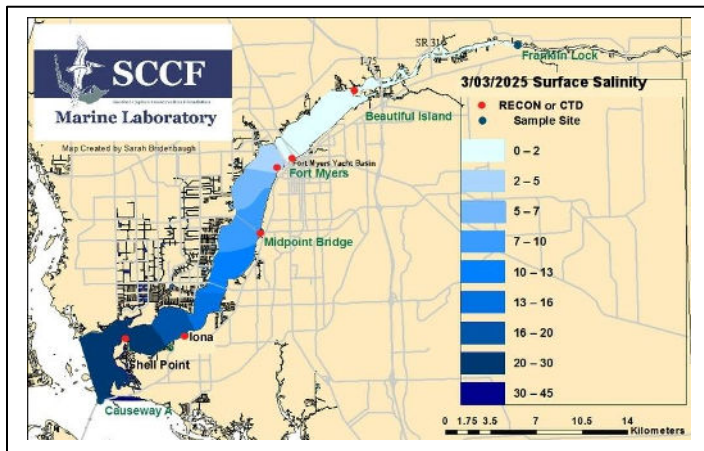 SCCF
Marine Laboratory
Map Created by Sarah Bridenbaugh
SR 31
I-75
Franklin Lock
3/03/2025 Surface Salinity
RECON or CTD
Sample Site
Beautiful Island
Fort Myers Yacht Basin
Fort Myers
Midpoint Bridge
Iona
Shell Point
Causeway A
0 – 2
2 – 5
5 – 7
7 – 10
10 – 13
13 – 16
16 – 20
20 – 30
30 – 45
0 1.75 3.5 7 10.5 14
Kilometers